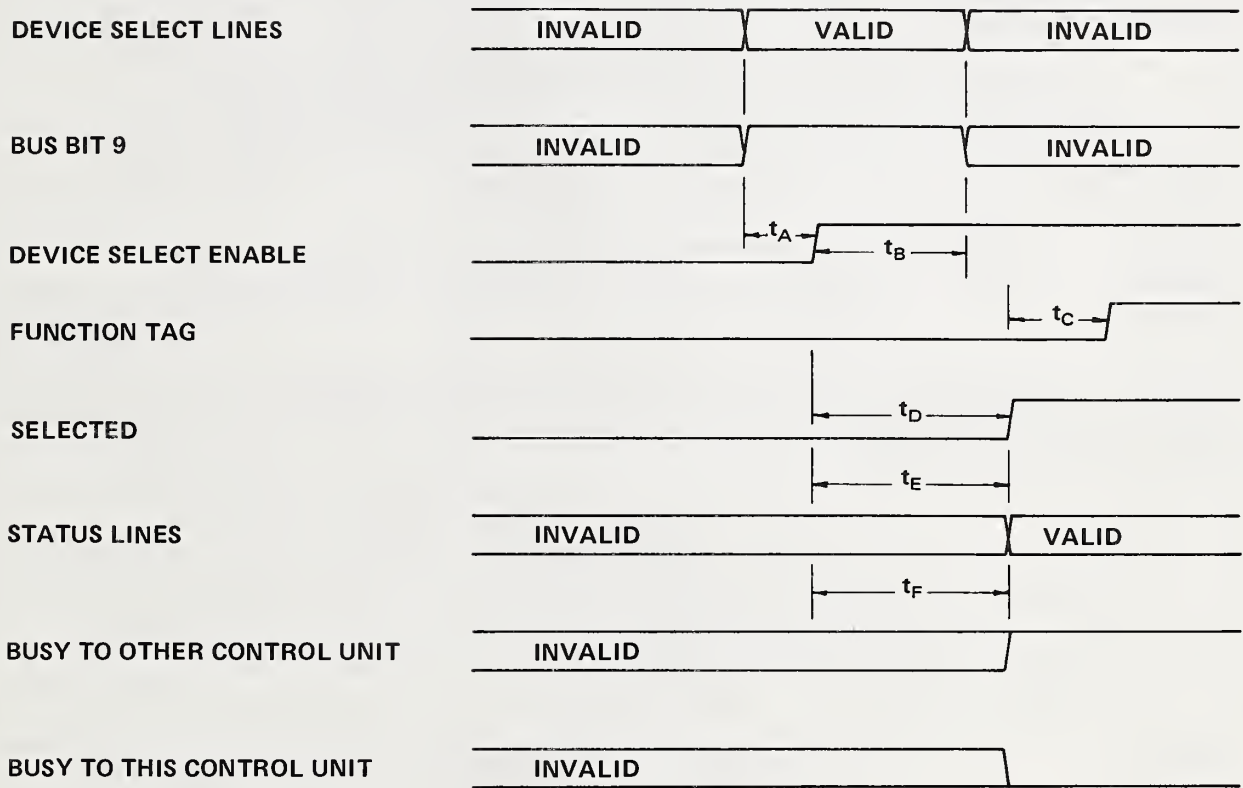 DEVICE SELECT LINES INVALID VALID INVALID
BUS BIT 9 INVALID INVALID
DEVICE SELECT ENABLE tA tB
FUNCTION TAG tC
SELECTED tD
tE
STATUS LINES INVALID VALID
tF
BUSY TO OTHER CONTROL UNIT INVALID
BUSY TO THIS CONTROL UNIT INVALID